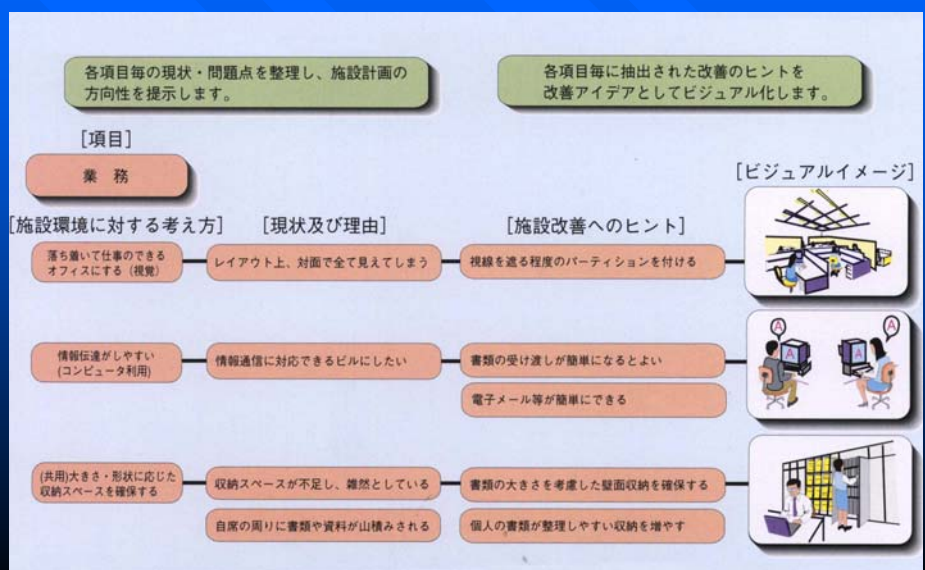 各項目毎の現状・問題点を整理し、施設計画の
方向性を提示します。
各項目毎に抽出された改善のヒントを
改善アイデアとしてビジュアル化します。
[項目]
業 務
[ビジュアルイメージ]
[施設環境に対する考え方]
[現状及び理由]
[施設改善へのヒント]
落ち着いて仕事のできる
オフィスにする（視覚）
レイアウト上、対面で全て見えてしまう
視線を遮る程度のパーティションを付ける
情報伝達がしやすい
(コンピュータ利用)
情報通信に対応できるビルにしたい
書類の受け渡しが簡単になるとよい
電子メール等が簡単にできる
A
A
A
A
(共用)大きさ・形状に応じた
収納スペースを確保する
収納スペースが不足し、雑然としている
書類の大きさを考慮した壁面収納を確保する
自席の周りに書類や資料が山積みされる
個人の書類が整理しやすい収納を増やす